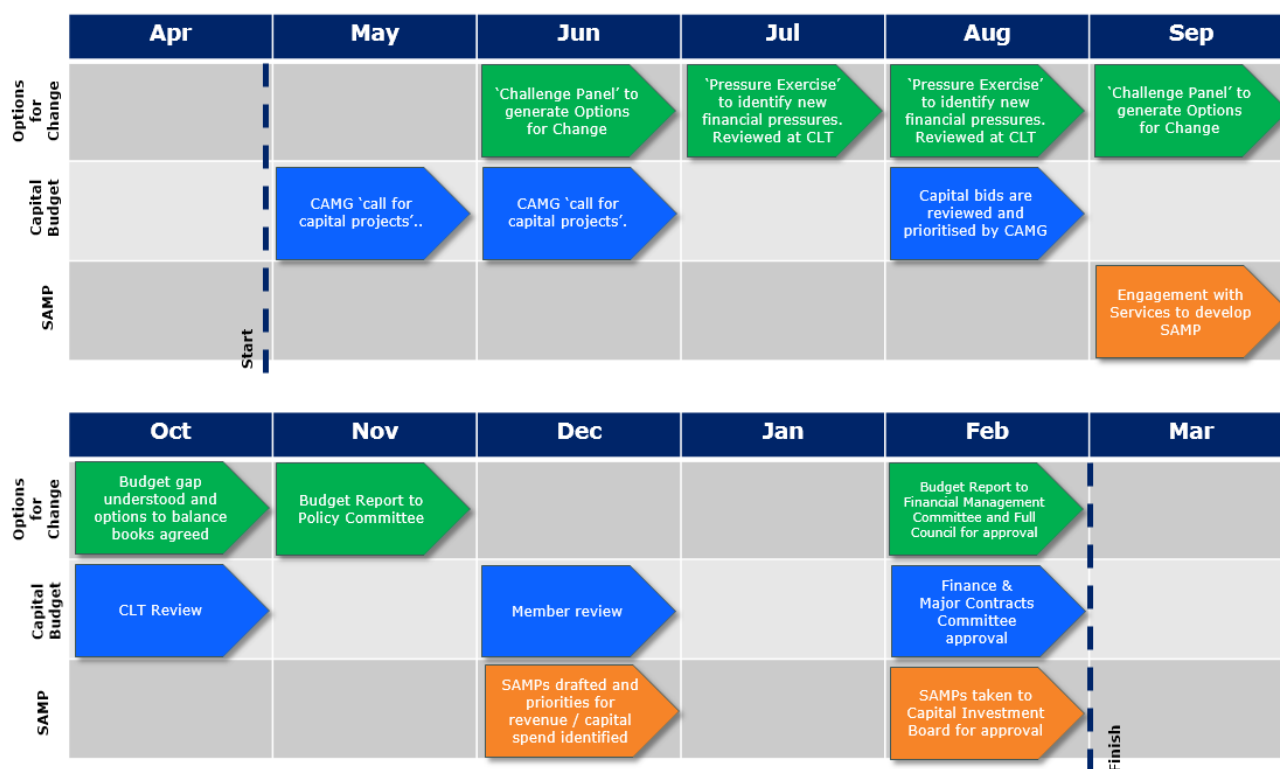 Apr
May
Jun
Jul
Aug
Sep
Options
for
Change
‘Challenge Panel’ to
generate Options
for Change
‘Pressure Exercise’
to identify new
financial pressures.
Reviewed at CLT
‘Pressure Exercise’
to identify new
financial pressures.
Reviewed at CLT
‘Challenge Panel’ to
generate Options
for Change
Capital
Budget
CAMG ‘call for
capital projects’..
CAMG ‘call for
capital projects’.
Capital bids are
reviewed and
prioritised by CAMG
SAMP
Engagement with
Services to develop
SAMP
Start
Oct
Nov
Dec
Jan
Feb
Mar
Options
for
Change
Budget gap
understood and
options to balance
books agreed
Budget Report to
Policy Committee
Budget Report to
Financial Management
Committee and Full
Council for approval
Capital
Budget
CLT Review
Member review
Finance &
Major Contracts
Committee
approval
SAMP
SAMPs drafted and
priorities for
revenue / capital
spend identified
SAMPs taken to
Capital Investment
Board for approval
Finish